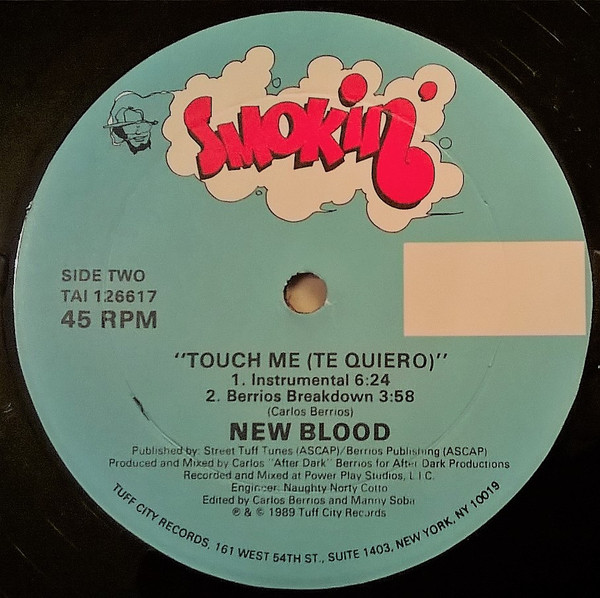 Smokin'
SIDE TWO
TAI 126617
45 RPM
"TOUCH ME (TE QUIERO)"
1. Instrumental 6:24
2. Berrios Breakdown 3:58
(Carlos Berrios)
NEW BLOOD
Published by: Street Tuff Tunes (ASCAP)/Berrios Publishing (ASCAP)
Produced and Mixed by Carlos "After Dark" Berrios for After Dark Productions
Recorded and Mixed at Power Play Studios, L.I.C.
Engineer: Naughty Norty Cotto
Edited by Carlos Berrios and Manny Soba
℗ & © 1989 Tuff City Records
TUFF CITY RECORDS, 161 WEST 54TH ST., SUITE 1403, NEW YORK, NY 10019